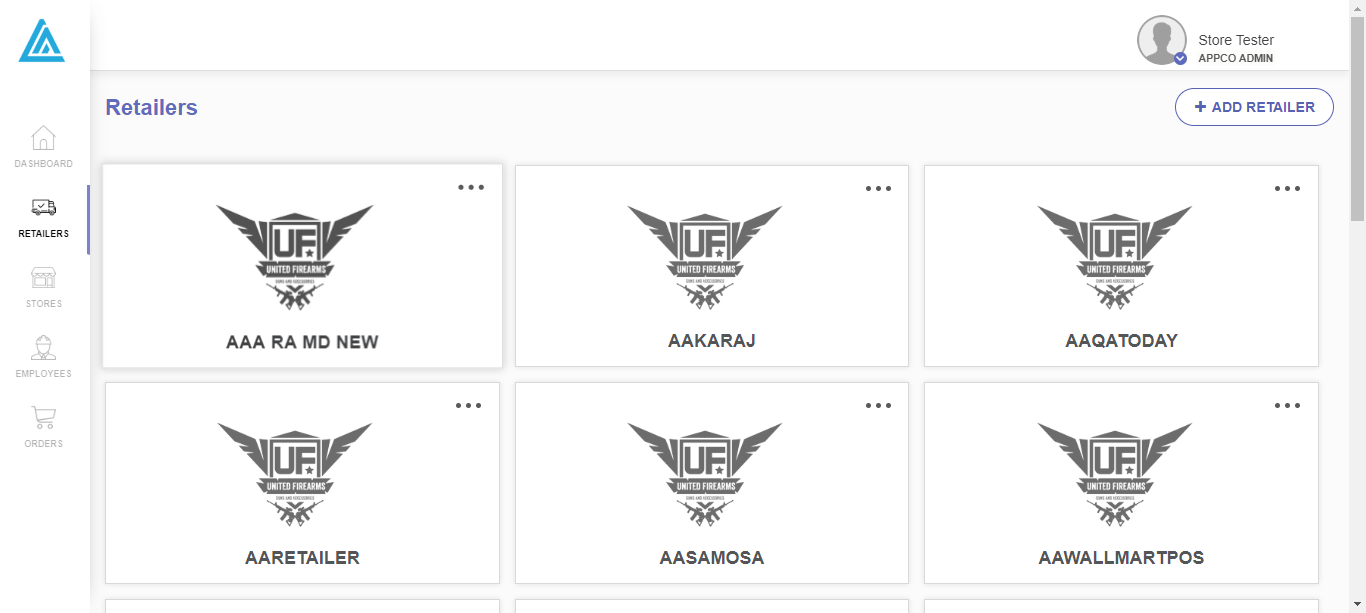 Store Tester
APPCO ADMIN
Retailers
+ ADD RETAILER
DASHBOARD
RETAILERS
STORES
EMPLOYEES
ORDERS
UF
UNITED FIREARMS
GUNS AND ACCESSORIES
AAA RA MD NEW
UF
UNITED FIREARMS
GUNS AND ACCESSORIES
AAKARAJ
UF
UNITED FIREARMS
GUNS AND ACCESSORIES
AAQATODAY
UF
UNITED FIREARMS
GUNS AND ACCESSORIES
AARETAILER
UF
UNITED FIREARMS
GUNS AND ACCESSORIES
AASAMOSA
UF
UNITED FIREARMS
GUNS AND ACCESSORIES
AAWALLMARTPOS